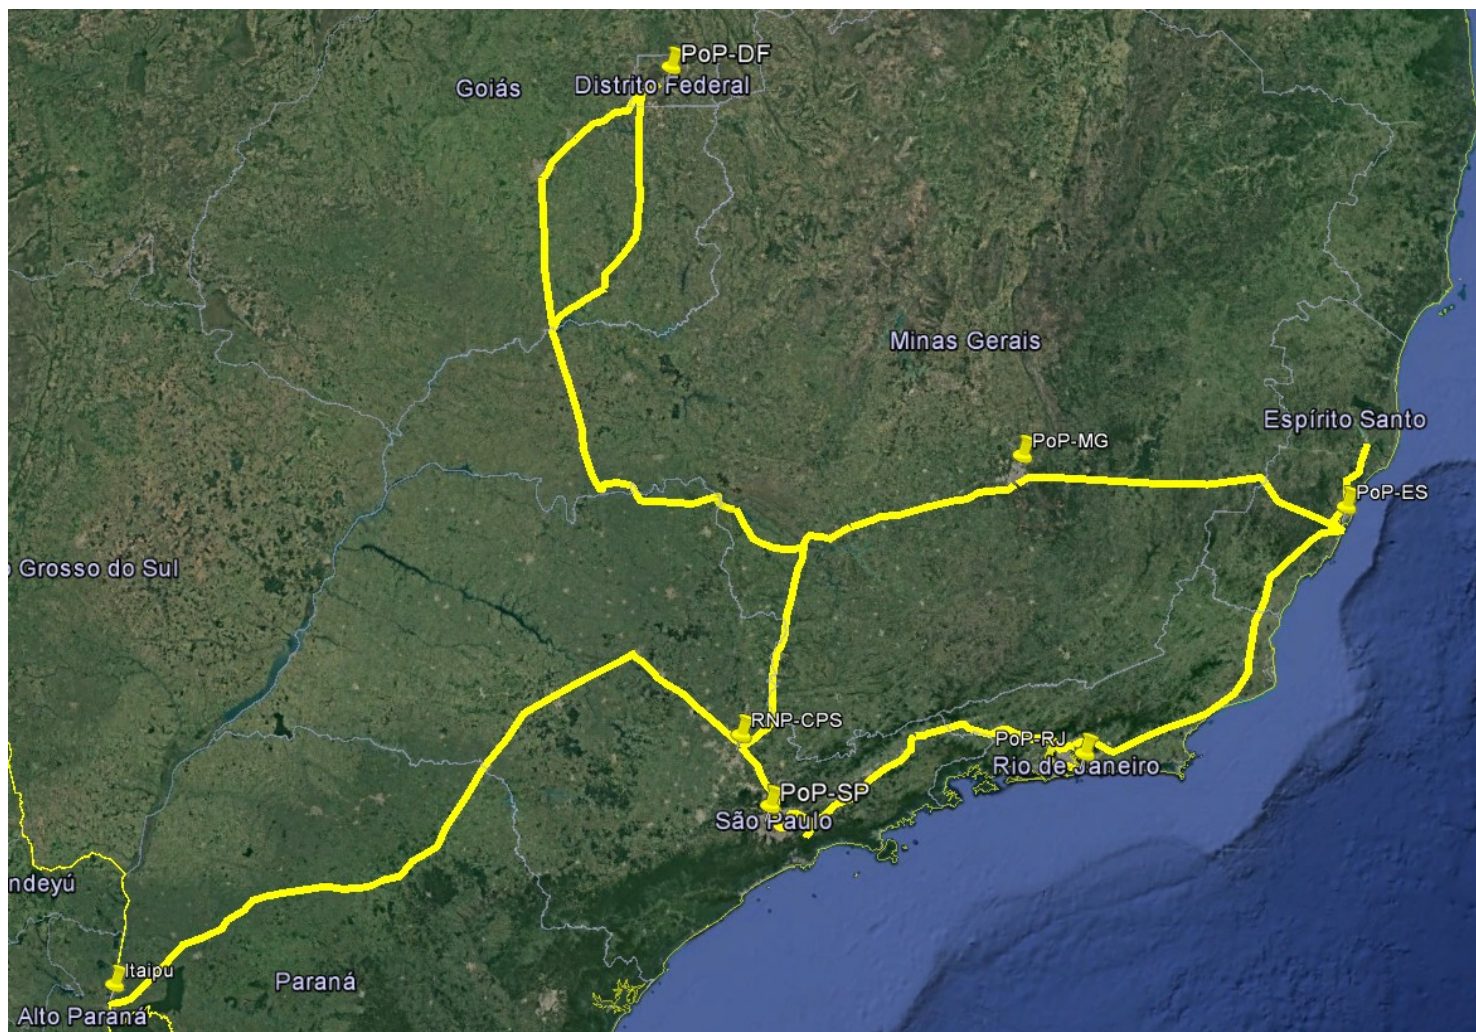 PoP-DF
Goiás
Distrito Federal
Minas Gerais
Espírito Santo
PoP-MG
PoP-ES
Grosso do Sul
RNP-CPS
PoP-RJ
Rio de Janeiro
PoP-SP
São Paulo
ndeyú
Itaipu
Paraná
Alto Paraná